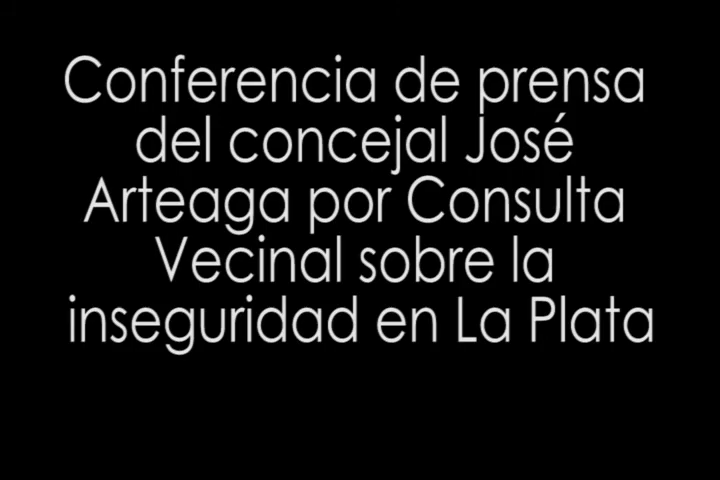 Conferencia de prensa
del concejal José
Arteaga por Consulta
Vecinal sobre la
inseguridad en La Plata